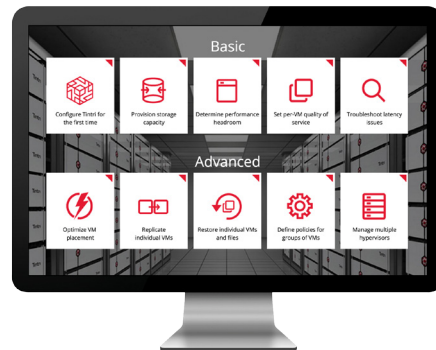 Basic
Configure Tintri for
the first time
Provision storage
capacity
Determine performance
headroom
Set per-VM quality of
service
Troubleshoot latency
issues
Advanced
Optimize VM
placement
Replicate
individual VMs
Restore individual VMs
and files
Define policies for
groups of VMs
Manage multiple
hypervisors